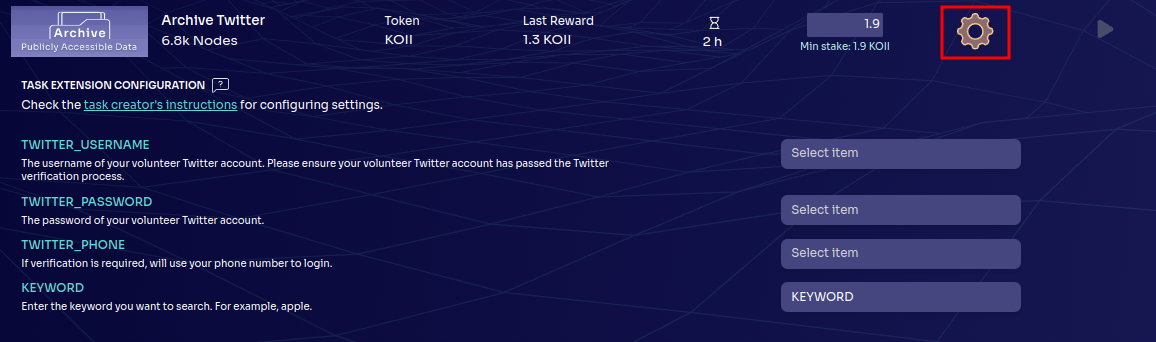 Archive
Publicly Accessible Data
Archive Twitter
6.8k Nodes
Token
KOII
Last Reward
1.3 KOII
2 h
1.9
Min stake: 1.9 KOII
TASK EXTENSION CONFIGURATION ?
Check the task creator's instructions for configuring settings.
TWITTER_USERNAME
The username of your volunteer Twitter account. Please ensure your volunteer Twitter account has passed the Twitter
verification process.
Select item
TWITTER_PASSWORD
The password of your volunteer Twitter account.
Select item
TWITTER_PHONE
If verification is required, will use your phone number to login.
Select item
KEYWORD
Enter the keyword you want to search. For example, apple.
KEYWORD